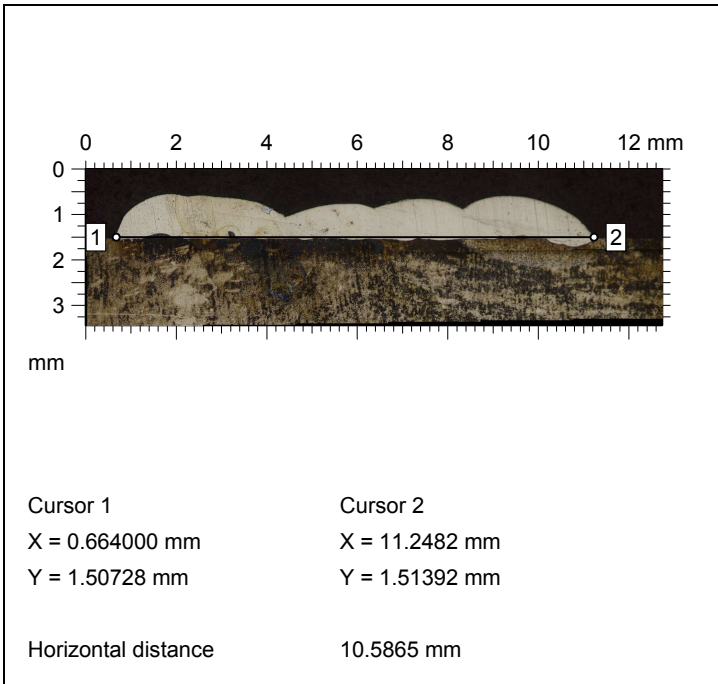 0 2 4 6 8 10 12 mm
0
1
1 2
2
3
mm
Cursor 1 Cursor 2
X = 0.664000 mm X = 11.2482 mm
Y = 1.50728 mm Y = 1.51392 mm
Horizontal distance 10.5865 mm